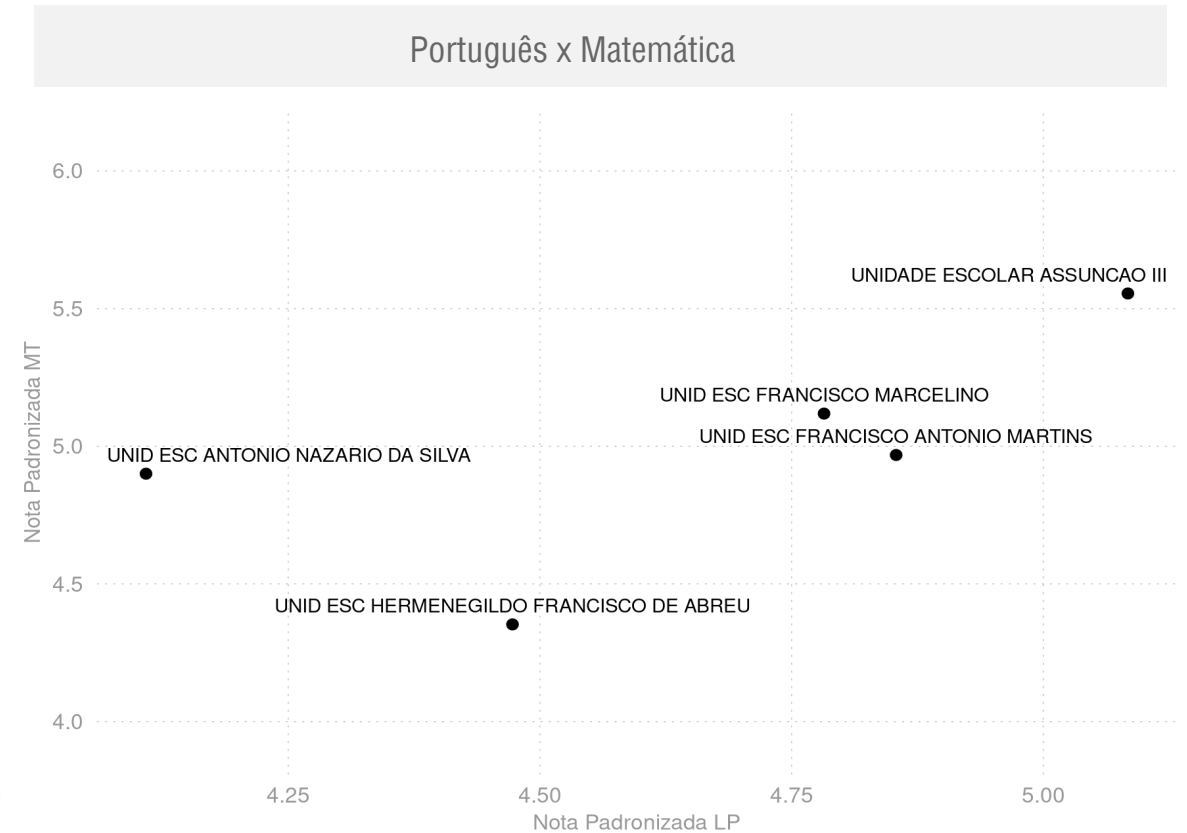 Português x Matemática
6.0
UNIDADE ESCOLAR ASSUNCAO III
5.5
UNID ESC FRANCISCO MARCELINO
UNID ESC FRANCISCO ANTONIO MARTINS
5.0
UNID ESC ANTONIO NAZARIO DA SILVA
4.5
UNID ESC HERMENEGILDO FRANCISCO DE ABREU
4.0
Nota Padronizada MT
4.25 4.50 4.75 5.00
Nota Padronizada LP